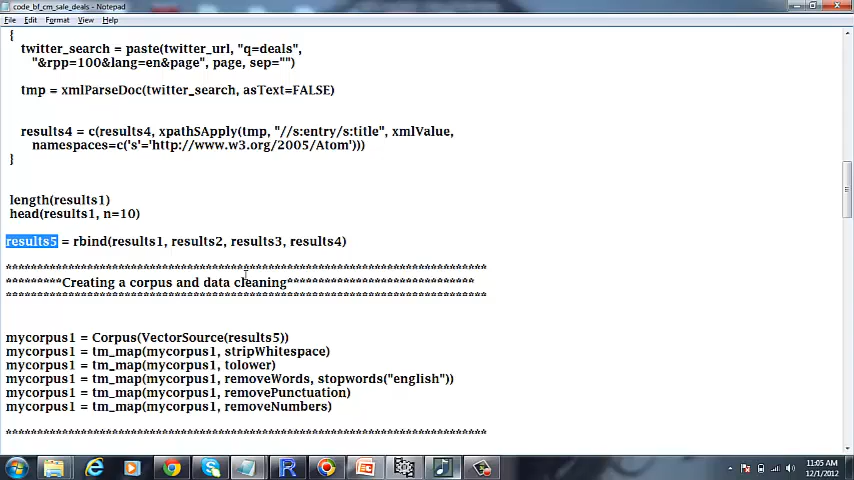 code_bf_cm_sale_deals - Notepad
File Edit Format View Help
{
twitter_search = paste(twitter_url, "q=deals",
"&rpp=100&lang=en&page", page, sep="")
tmp = xmlParseDoc(twitter_search, asText=FALSE)
results4 = c(results4, xpathSApply(tmp, "//s:entry/s:title", xmlValue,
namespaces=c('s'='http://www.w3.org/2005/Atom')))
}
length(results1)
head(results1, n=10)
results5 = rbind(results1, results2, results3, results4)
******************************************************************************
*********Creating a corpus and data cleaning******************************
******************************************************************************
mycorpus1 = Corpus(VectorSource(results5))
mycorpus1 = tm_map(mycorpus1, stripWhitespace)
mycorpus1 = tm_map(mycorpus1, tolower)
mycorpus1 = tm_map(mycorpus1, removeWords, stopwords("english"))
mycorpus1 = tm_map(mycorpus1, removePunctuation)
mycorpus1 = tm_map(mycorpus1, removeNumbers)
******************************************************************************
11:05 AM
12/1/2012